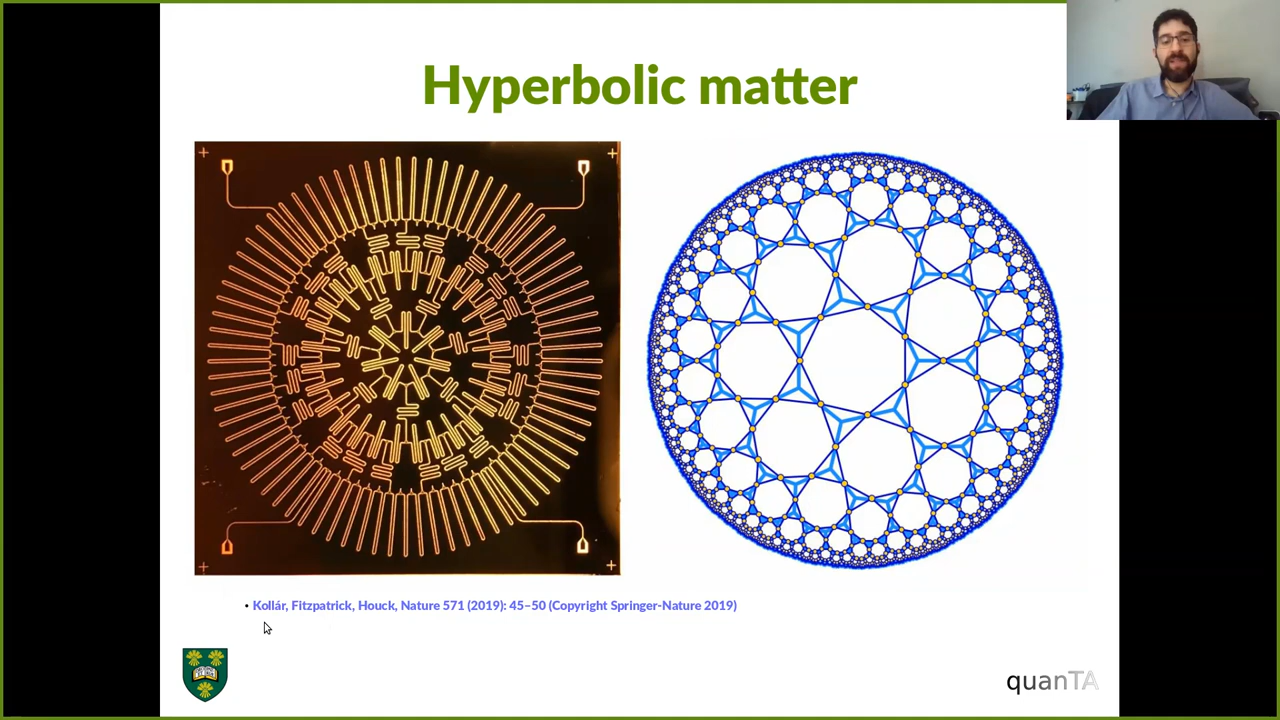 Hyperbolic matter
• Kollár, Fitzpatrick, Houck, Nature 571 (2019): 45–50 (Copyright Springer-Nature 2019)
quanTA